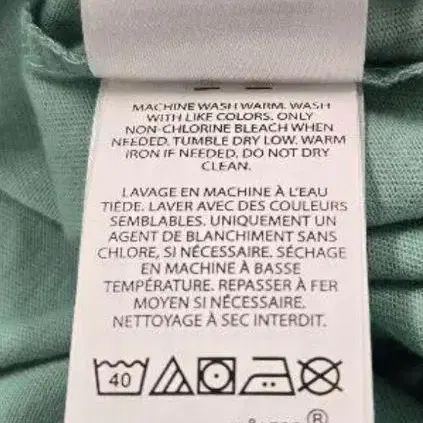 MACHINE WASH WARM. WASH
WITH LIKE COLORS. ONLY
NON-CHLORINE BLEACH WHEN
NEEDED. TUMBLE DRY LOW. WARM
IRON IF NEEDED, DO NOT DRY
CLEAN.
LAVAGE EN MACHINE À L'EAU
TIÈDE. LAVER AVEC DES COULEURS
SEMBLABLES. UNIQUEMENT UN
AGENT DE BLANCHIMENT SANS
CHLORE, SI NÉCESSAIRE. SÉCHAGE
EN MACHINE À BASSE
TEMPÉRATURE. REPASSER À FER
MOYEN SI NÉCESSAIRE.
NETTOYAGE À SEC INTERDIT.
40
®